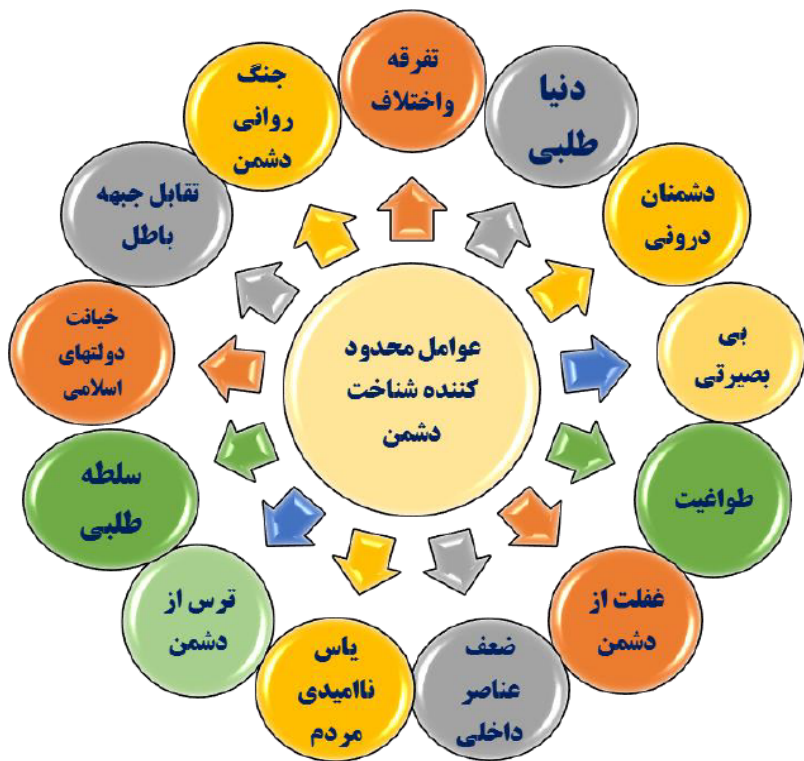 عوامل محدود
کننده شناخت
دشمن
تفرقه
واختلاف
دنیا
طلبی
دشمنان
درونی
بی
بصیرتی
طواغیت
غفلت از
دشمن
ضعف
عناصر
داخلی
یاس
ناامیدی
مردم
ترس از
دشمن
سلطه
طلبی
خیانت
دولتهای
اسلامی
تقابل جبهه
باطل
جنگ
روانی
دشمن